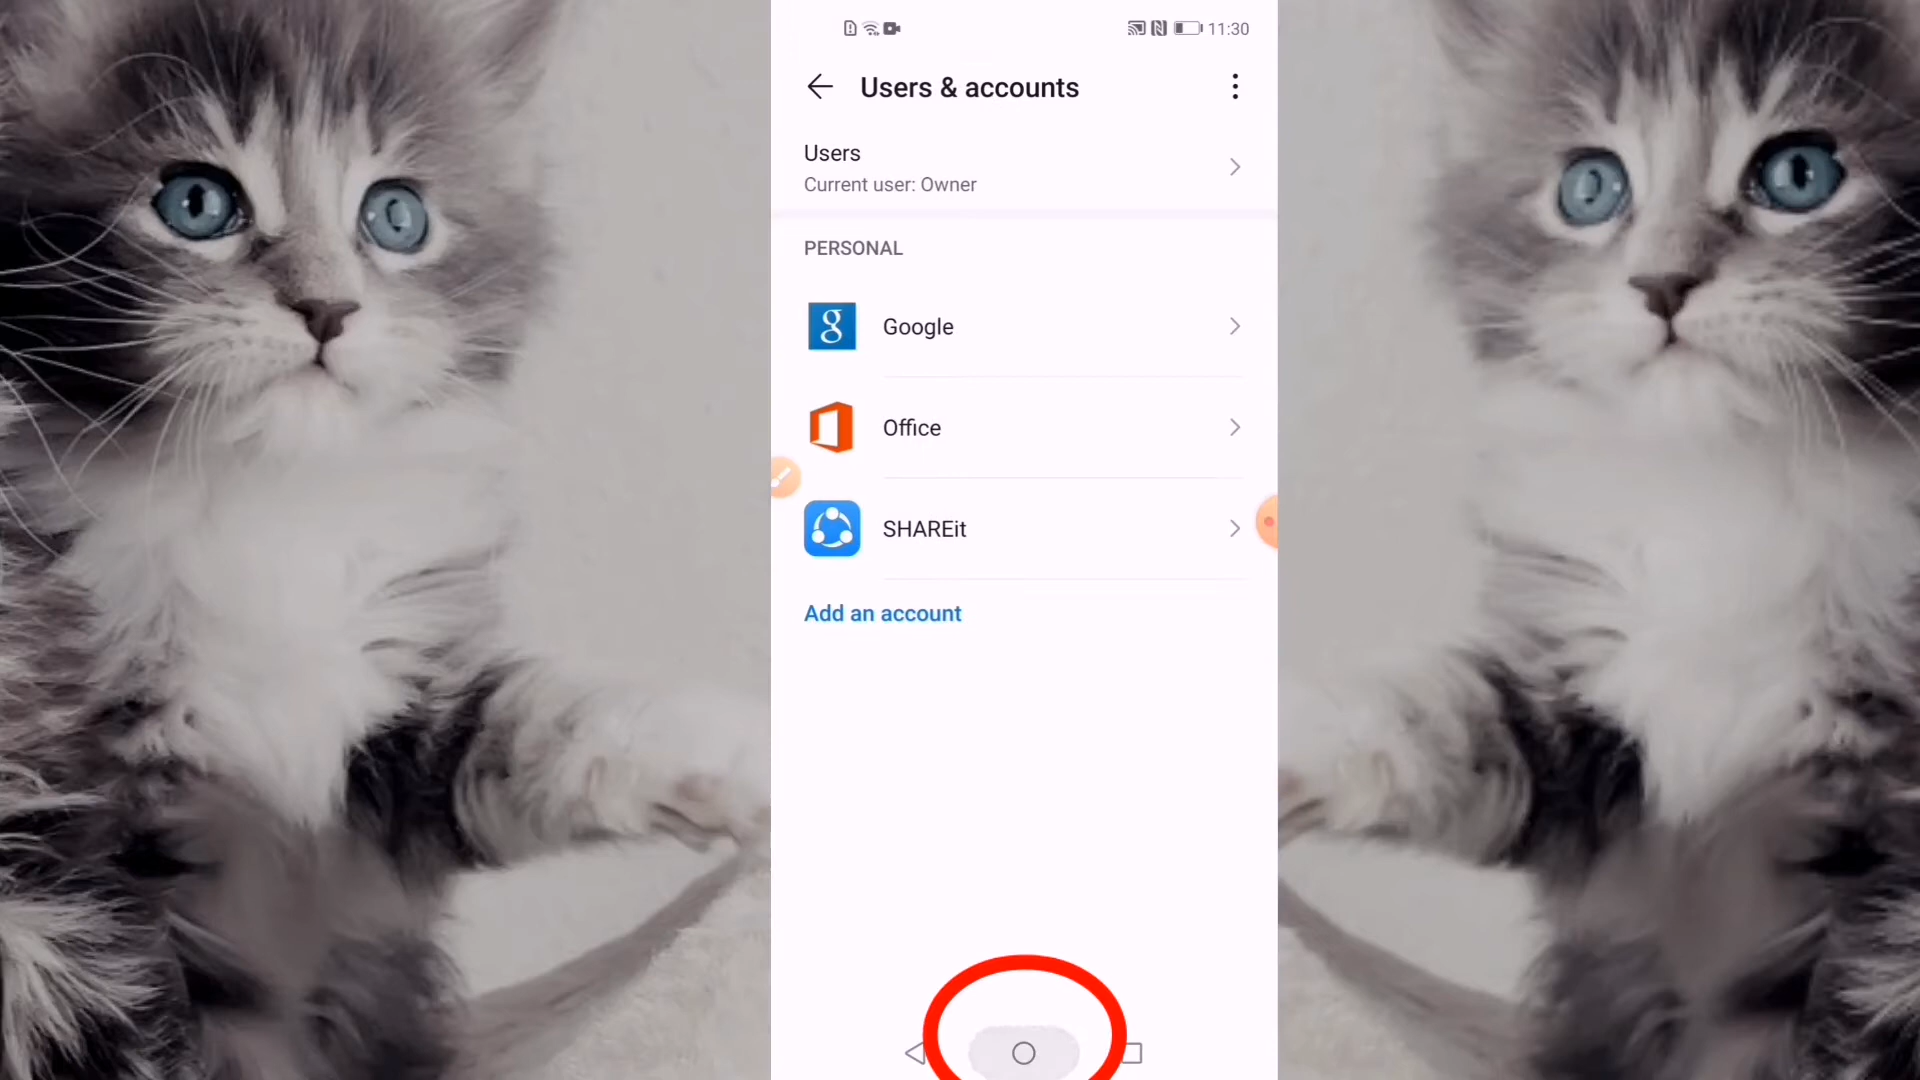 11:30
Users & accounts
Users
Current user: Owner
PERSONAL
g
Google
Office
SHAREit
Add an account